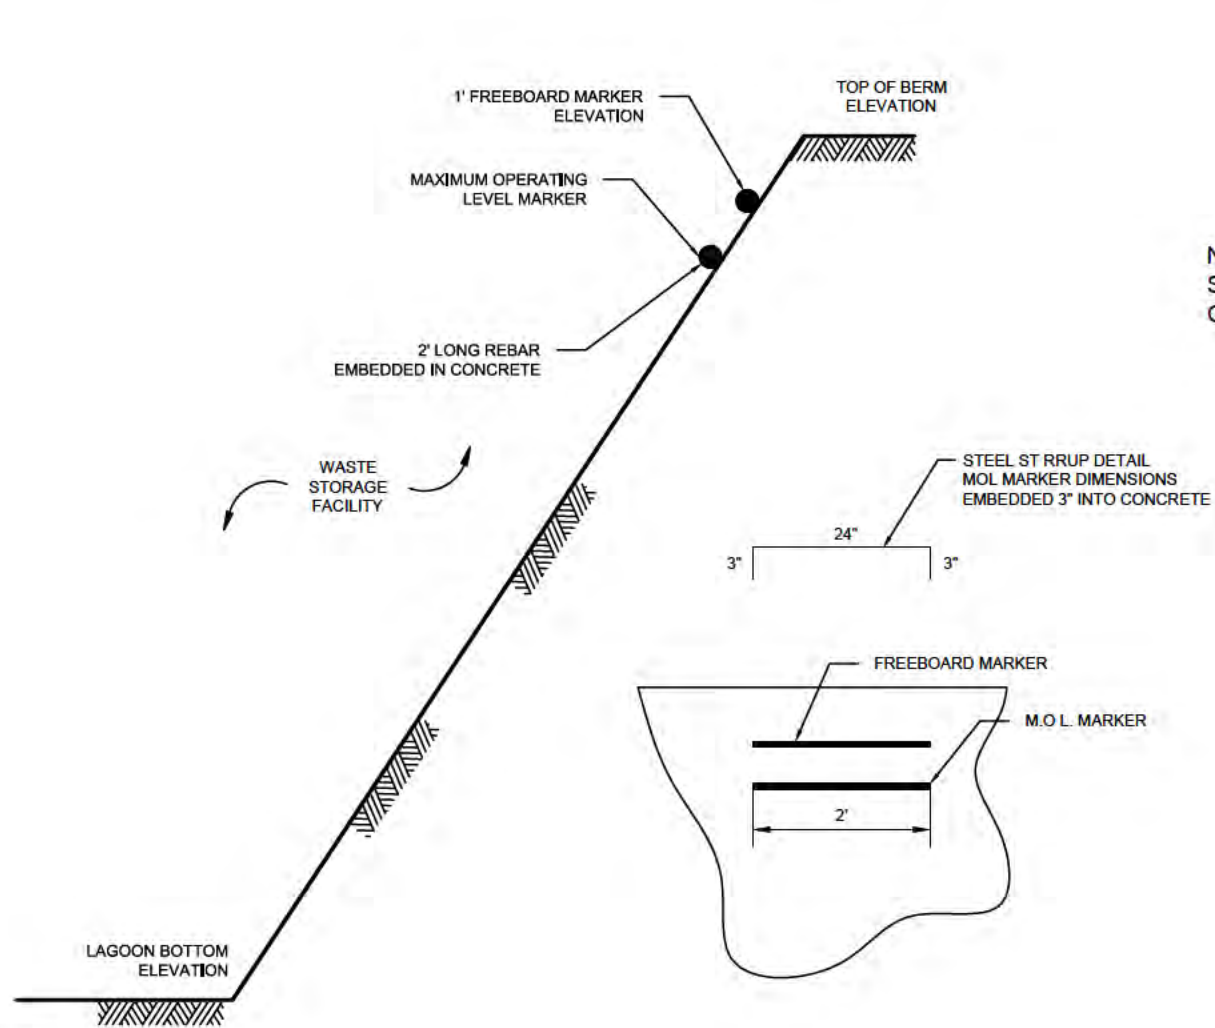 1' FREEBOARD MARKER
ELEVATION
TOP OF BERM
ELEVATION
MAXIMUM OPERATING
LEVEL MARKER
N
S
2' LONG REBAR
EMBEDDED IN CONCRETE
WASTE
STORAGE
FACILITY
STEEL ST RRUP DETAIL
MOL MARKER DIMENSIONS
EMBEDDED 3" INTO CONCRETE
24"
3"
3"
FREEBOARD MARKER
M.O L. MARKER
2'
LAGOON BOTTOM
ELEVATION